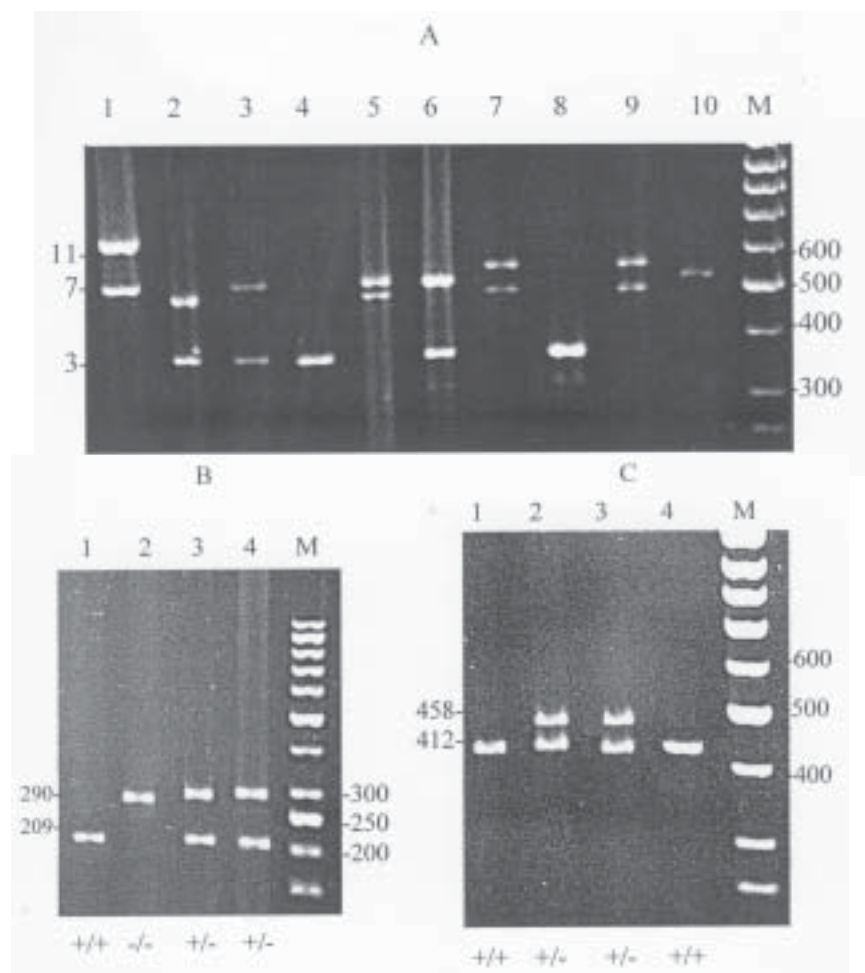 A
1 2 3 4 5 6 7 8 9 10 M
11-
7-
3-
-600
-500
-400
-300
B
1 2 3 4 M
290-
209-
-300
-250
-200
+/+ -/- +/- +/-
C
1 2 3 4 M
458-
412-
-600
-500
-400
+/+ +/- +/- +/+